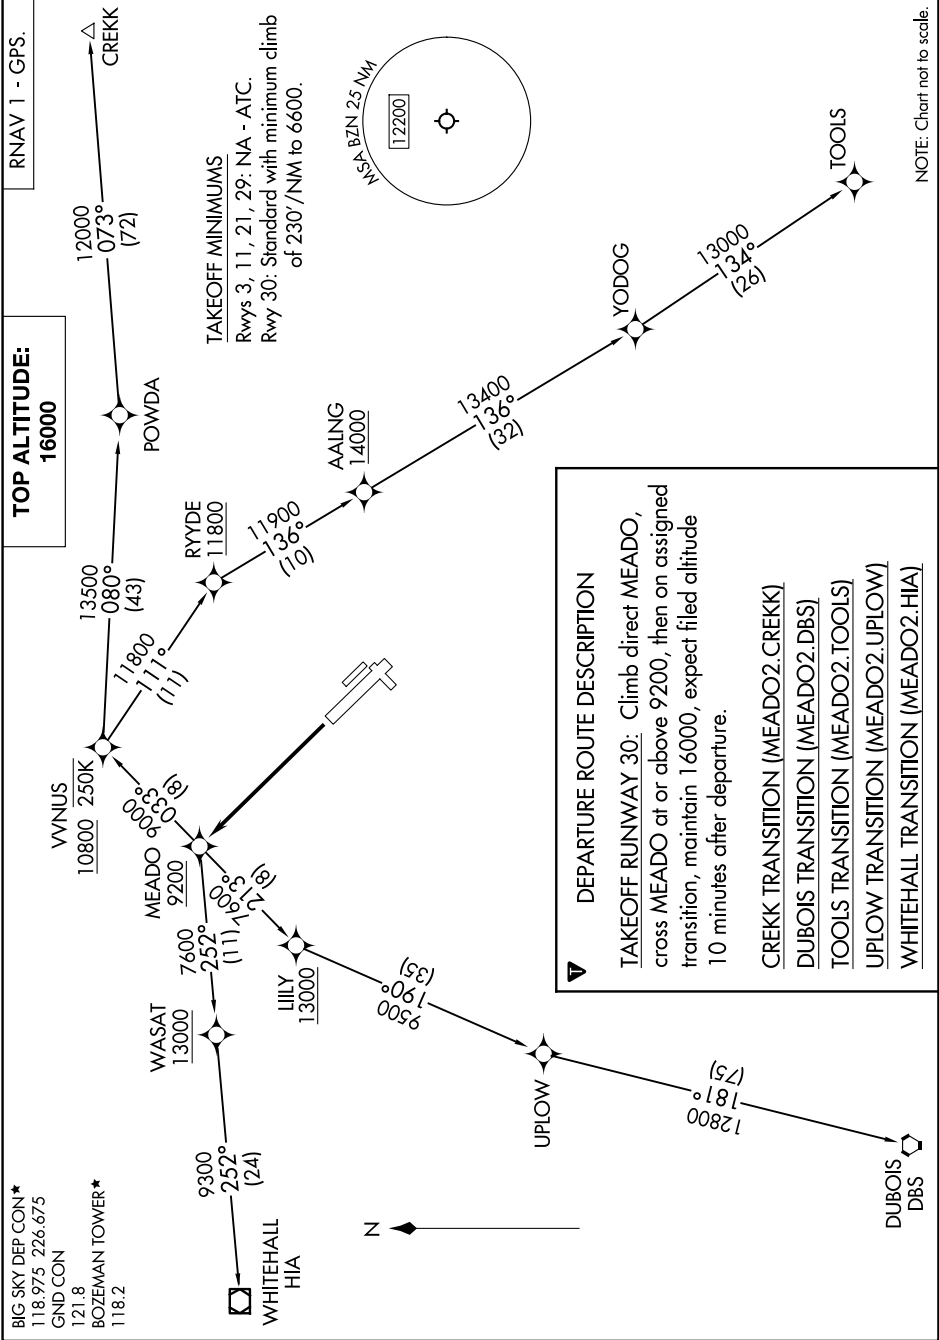 BIG SKY DEP CON★
118.975 226.675
GND CON
121.8
BOZEMAN TOWER★
118.2
TOP ALTITUDE:
16000
RNAV 1 - GPS.
VVNUS
10800 250K
13500
080°
(43)
POWDA
12000
073°
(72)
CREKK
9000
033°
(8)
11800
111°
(11)
RYYDE
11800
MEADO
9200
7600
252°
(11)
WASAT
13000
9300
252°
(24)
WHITEHALL
HIA
7600
213°
(8)
LIILY
13000
9500
190°
(35)
UPLOW
12800
181°
(75)
DUBOIS
DBS
11900
136°
(10)
AALNG
14000
13400
136°
(32)
YODOG
13000
134°
(26)
TOOLS
TAKEOFF MINIMUMS
Rwys 3, 11, 21, 29: NA - ATC.
Rwy 30: Standard with minimum climb
of 230'/NM to 6600.
MSA BZN 25 NM
12200
N
T
DEPARTURE ROUTE DESCRIPTION
TAKEOFF RUNWAY 30: Climb direct MEADO,
cross MEADO at or above 9200, then on assigned
transition, maintain 16000, expect filed altitude
10 minutes after departure.
CREKK TRANSITION (MEADO2.CREKK)
DUBOIS TRANSITION (MEADO2.DBS)
TOOLS TRANSITION (MEADO2.TOOLS)
UPLOW TRANSITION (MEADO2.UPLOW)
WHITEHALL TRANSITION (MEADO2.HIA)
NOTE: Chart not to scale.